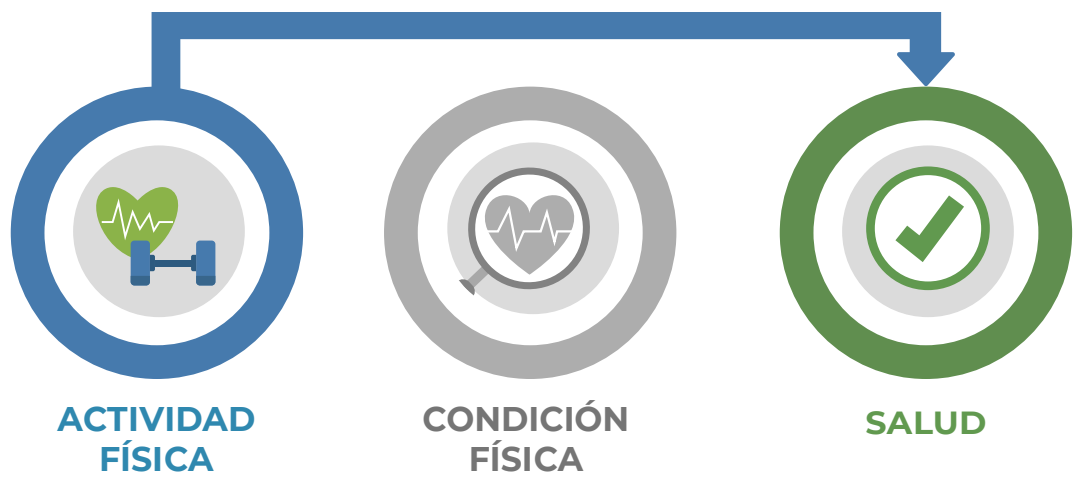 ACTIVIDAD
FÍSICA
CONDICIÓN
FÍSICA
SALUD